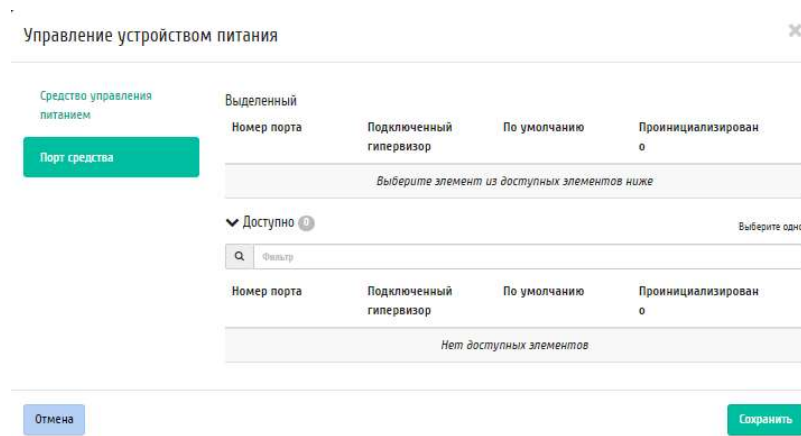 Управление устройством питания
Средство управления
питанием
Порт средства
Выделенный
Номер порта Подключенный По умолчанию Проинициализирован
гипервизор о
Выберите элемент из доступных элементов ниже
Доступно 0
Выберите одно
Фильтр
Номер порта Подключенный По умолчанию Проинициализирован
гипервизор о
Нет доступных элементов
Отмена
Сохранить